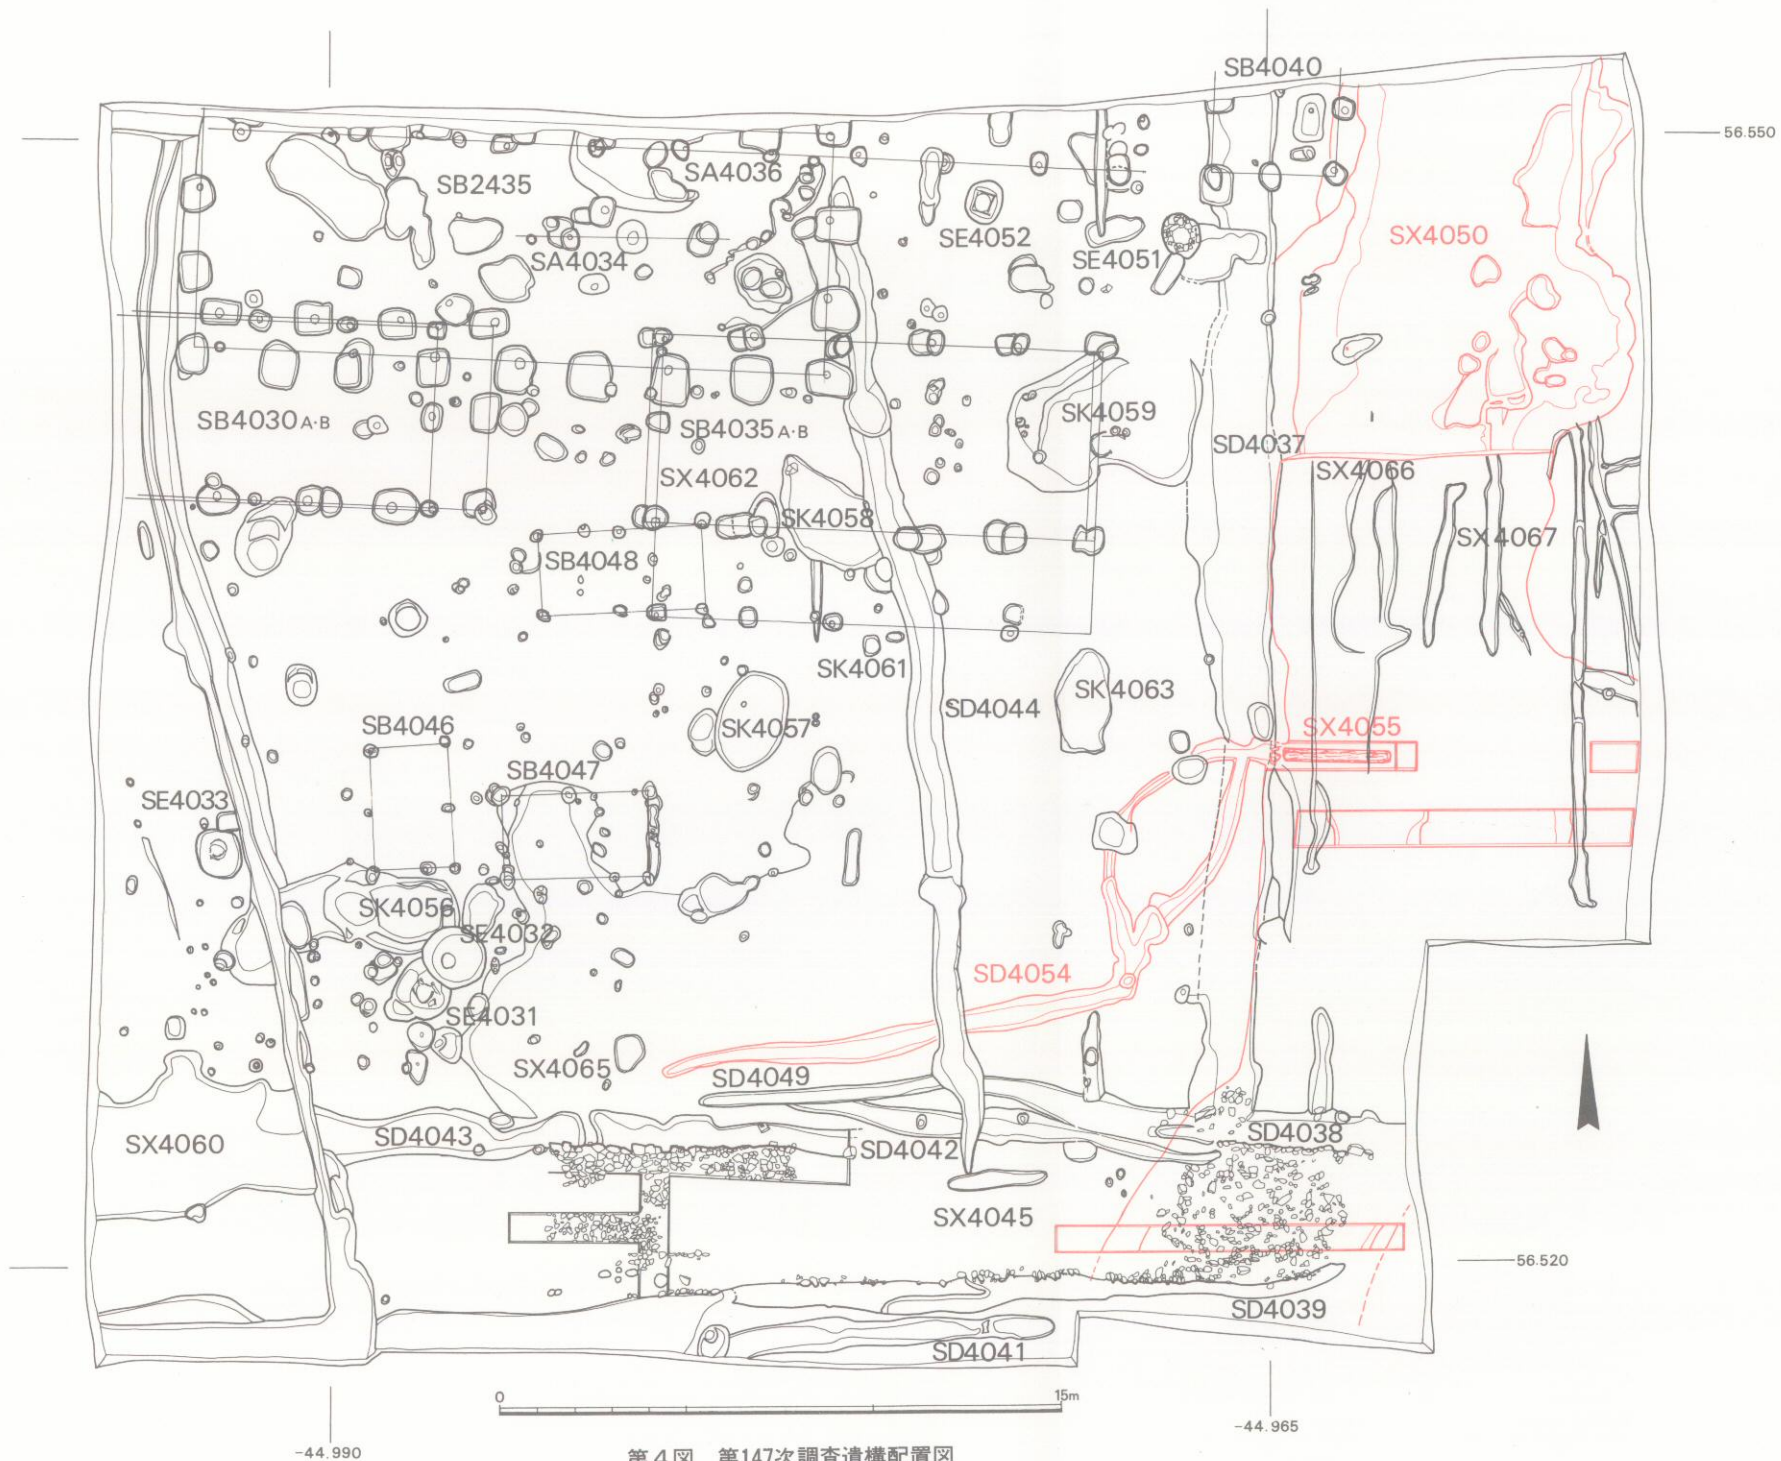 SB4040
56.550
SB2435
SA4036
SX4050
SE4052
SA4034
SE4051
SB4030A·B
SB4035A·B
SK4059
SD4037
SX4062
SX4066
SK4058
SX4067
SB4048
SK4061
SK4063
SD4044
SB4046
SK4057
SX4055
SB4047
SE4033
SK4056
SE4032
SD4054
SE4031
SX4065
SD4049
SX4060
SD4043
SD4042
SD4038
SX4045
56.520
SD4039
SD4041
0 15m
-44.990
-44.965
第4図 第147次調査遺構配置図